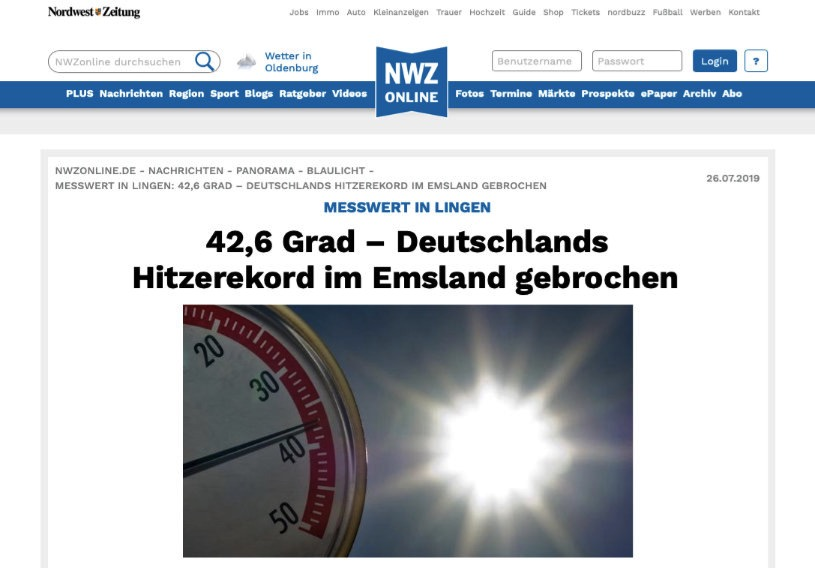 Nordwest Zeitung
Jobs Immo Auto Kleinanzeigen Trauer Hochzeit Guide Shop Tickets nordbuzz Fußball Werben Kontakt
NWZonline durchsuchen
Wetter in
Oldenburg
NWZ
ONLINE
Benutzername
Passwort
Login
?
PLUS Nachrichten Region Sport Blogs Ratgeber Videos
Fotos Termine Märkte Prospekte ePaper Archiv Abo
NWZONLINE.DE - NACHRICHTEN - PANORAMA - BLAULICHT -
MESSWERT IN LINGEN: 42,6 GRAD – DEUTSCHLANDS HITZEREKORD IM EMSLAND GEBROCHEN
26.07.2019
MESSWERT IN LINGEN
42,6 Grad – Deutschlands
Hitzerekord im Emsland gebrochen
20
30
40
50